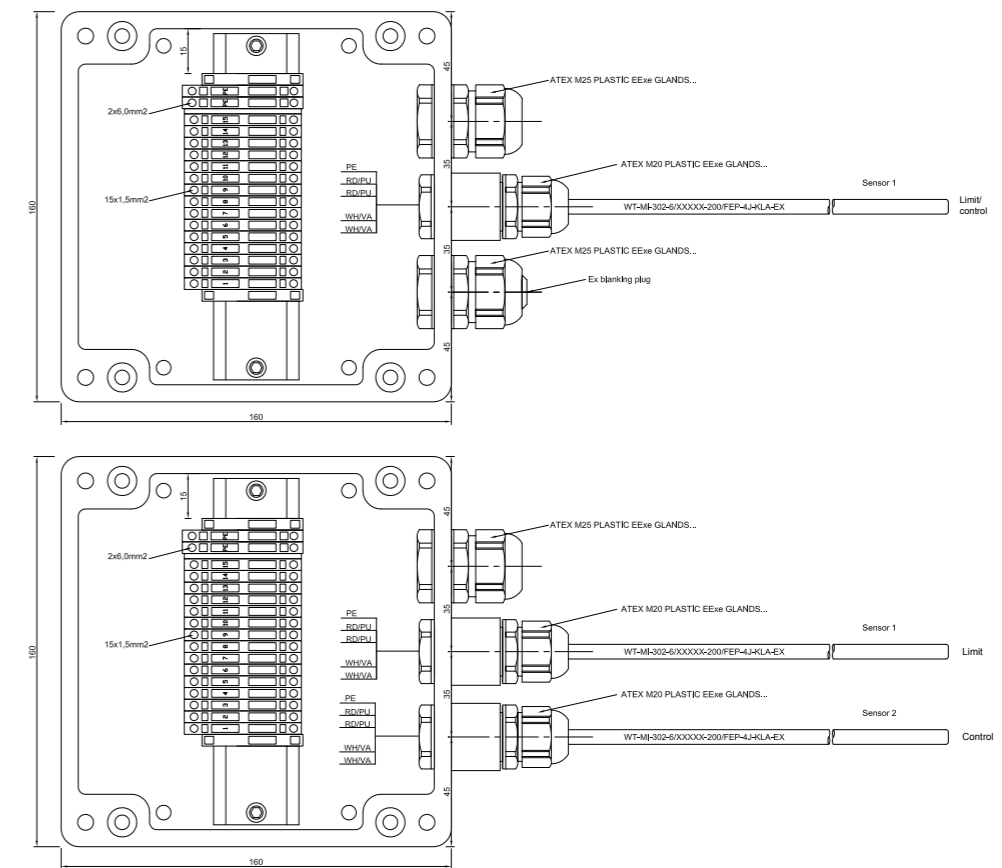 15
45
ATEX M25 PLASTIC EExe GLANDS...
PE
PE
2x6,0mm2
15
14
13
12
11
10
9
8
7
6
5
4
3
2
1
15x1,5mm2
160
35
PE
RD/PU
RD/PU
WH/VA
WH/VA
ATEX M20 PLASTIC EExe GLANDS...
Sensor 1
WT-MI-302-6/XXXXX-200/FEP-4J-KLA-EX
Limit/
control
35
ATEX M25 PLASTIC EExe GLANDS...
Ex blanking plug
45
160
15
45
ATEX M25 PLASTIC EExe GLANDS...
PE
PE
2x6,0mm2
15
14
13
12
11
10
9
8
7
6
5
4
3
2
1
15x1,5mm2
160
35
PE
RD/PU
RD/PU
WH/VA
WH/VA
ATEX M20 PLASTIC EExe GLANDS...
Sensor 1
WT-MI-302-6/XXXXX-200/FEP-4J-KLA-EX
Limit
35
PE
RD/PU
RD/PU
WH/VA
WH/VA
ATEX M20 PLASTIC EExe GLANDS...
Sensor 2
WT-MI-302-6/XXXXX-200/FEP-4J-KLA-EX
Control
45
160